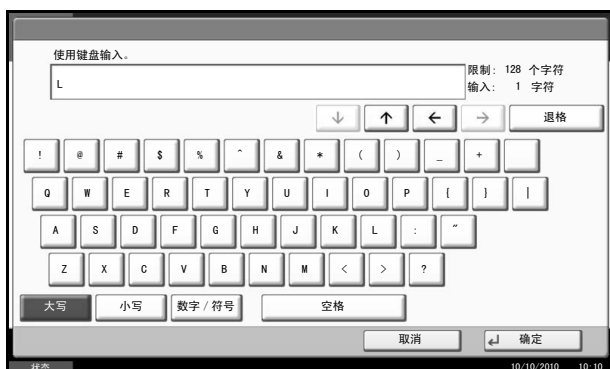 使用键盘输入。
限制: 128 个字符
L
输入: 1 字符
↓ ↑ ← → 退格
! @ # $ % ^ & * ( ) _ +
Q W E R T Y U I O P { } |
A S D F G H J K L : "
Z X C V B N M < > ?
大写 小写 数字/符号 空格
取消 确定
状态 10/10/2010 10:10